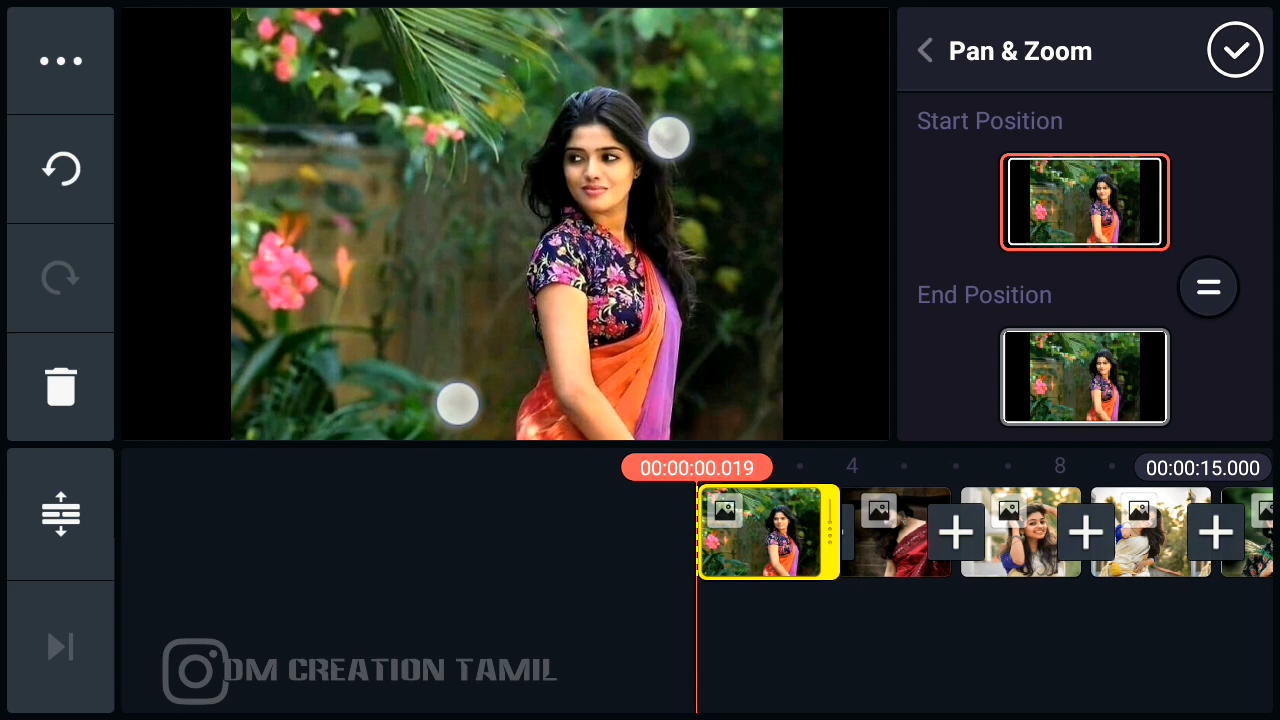 Pan & Zoom
Start Position
End Position
00:00:00.019
4
8
00:00:15.000
DM CREATION TAMIL